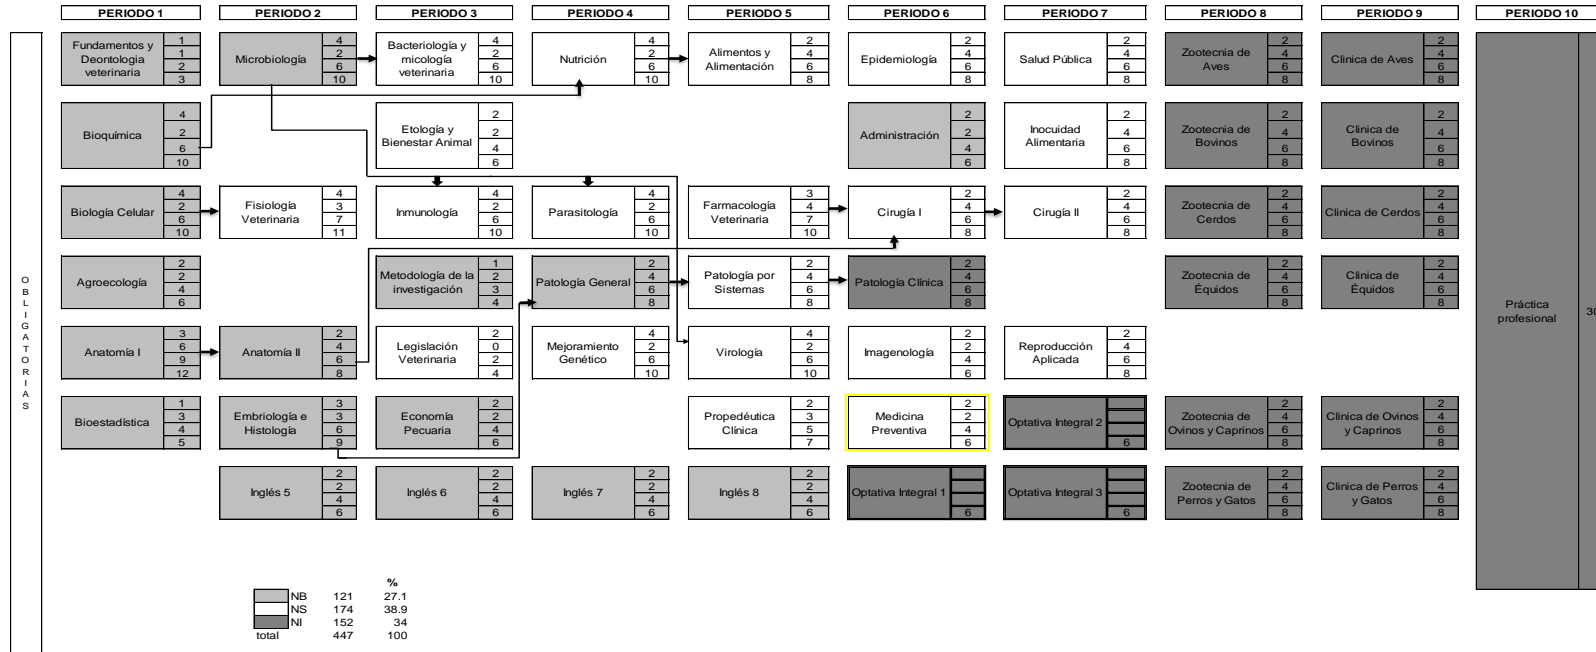 PERIODO 1 PERIODO 2 PERIODO 3 PERIODO 4 PERIODO 5 PERIODO 6 PERIODO 7 PERIODO 8 PERIODO 9 PERIODO 10
OBLIGATORIAS
Fundamentos y Deontologia veterinaria 1 1 2 3
Microbiología 4 2 6 10
Bacteriología y micología veterinaria 4 2 6 10
Nutrición 4 2 6 10
Alimentos y Alimentación 2 4 6 8
Epidemiología 2 4 6 8
Salud Pública 2 4 6 8
Zootecnia de Aves 2 4 6 8
Clinica de Aves 2 4 6 8
Bioquímica 4 2 6 10
Etología y Bienestar Animal 2 2 4 6
Administración 2 2 4 6
Inocuidad Alimentaria 2 4 6 8
Zootecnia de Bovinos 2 4 6 8
Clinica de Bovinos 2 4 6 8
Biología Celular 4 2 6 10
Fisiología Veterinaria 4 3 7 11
Inmunología 4 2 6 10
Parasitología 4 2 6 10
Farmacología Veterinaria 3 4 7 10
Cirugía I 2 4 6 8
Cirugía II 2 4 6 8
Zootecnia de Cerdos 2 4 6 8
Clinica de Cerdos 2 4 6 8
Agroecología 2 2 4 6
Metodología de la investigación 1 2 3 4
Patología General 2 4 6 8
Patología por Sistemas 2 4 6 8
Patología Clínica 2 4 6 8
Zootecnia de Équidos 2 4 6 8
Clinica de Équidos 2 4 6 8
Práctica profesional 30
Anatomía I 3 6 9 12
Anatomía II 2 4 6 8
Legislación Veterinaria 2 0 2 4
Mejoramiento Genético 4 2 6 10
Virología 4 2 6 10
Imagenología 2 2 4 6
Reproducción Aplicada 2 4 6 8
Bioestadística 1 3 4 5
Embriología e Histología 3 3 6 9
Economía Pecuaria 2 2 4 6
Propedéutica Clínica 2 3 5 7
Medicina Preventiva 2 2 4 6
Optativa Integral 2 6
Zootecnia de Ovinos y Caprinos 2 4 6 8
Clinica de Ovinos y Caprinos 2 4 6 8
Inglés 5 2 2 4 6
Inglés 6 2 2 4 6
Inglés 7 2 2 4 6
Inglés 8 2 2 4 6
Optativa Integral 1 6
Optativa Integral 3 6
Zootecnia de Perros y Gatos 2 4 6 8
Clinica de Perros y Gatos 2 4 6 8
%
NB 121 27.1
NS 174 38.9
NI 152 34
total 447 100